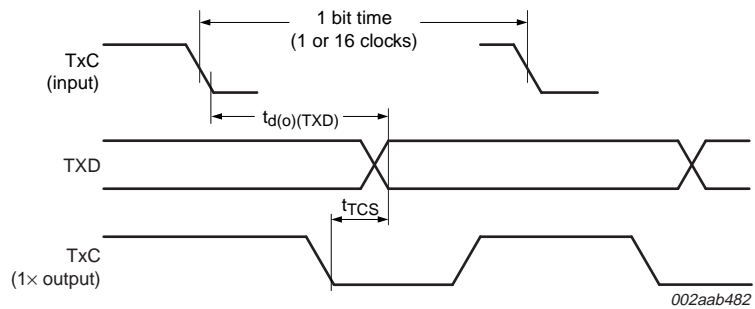 1 bit time
(1 or 16 clocks)
TxC
(input)
td(o)(TXD)
TXD
tTCS
TxC
(1× output)
002aab482